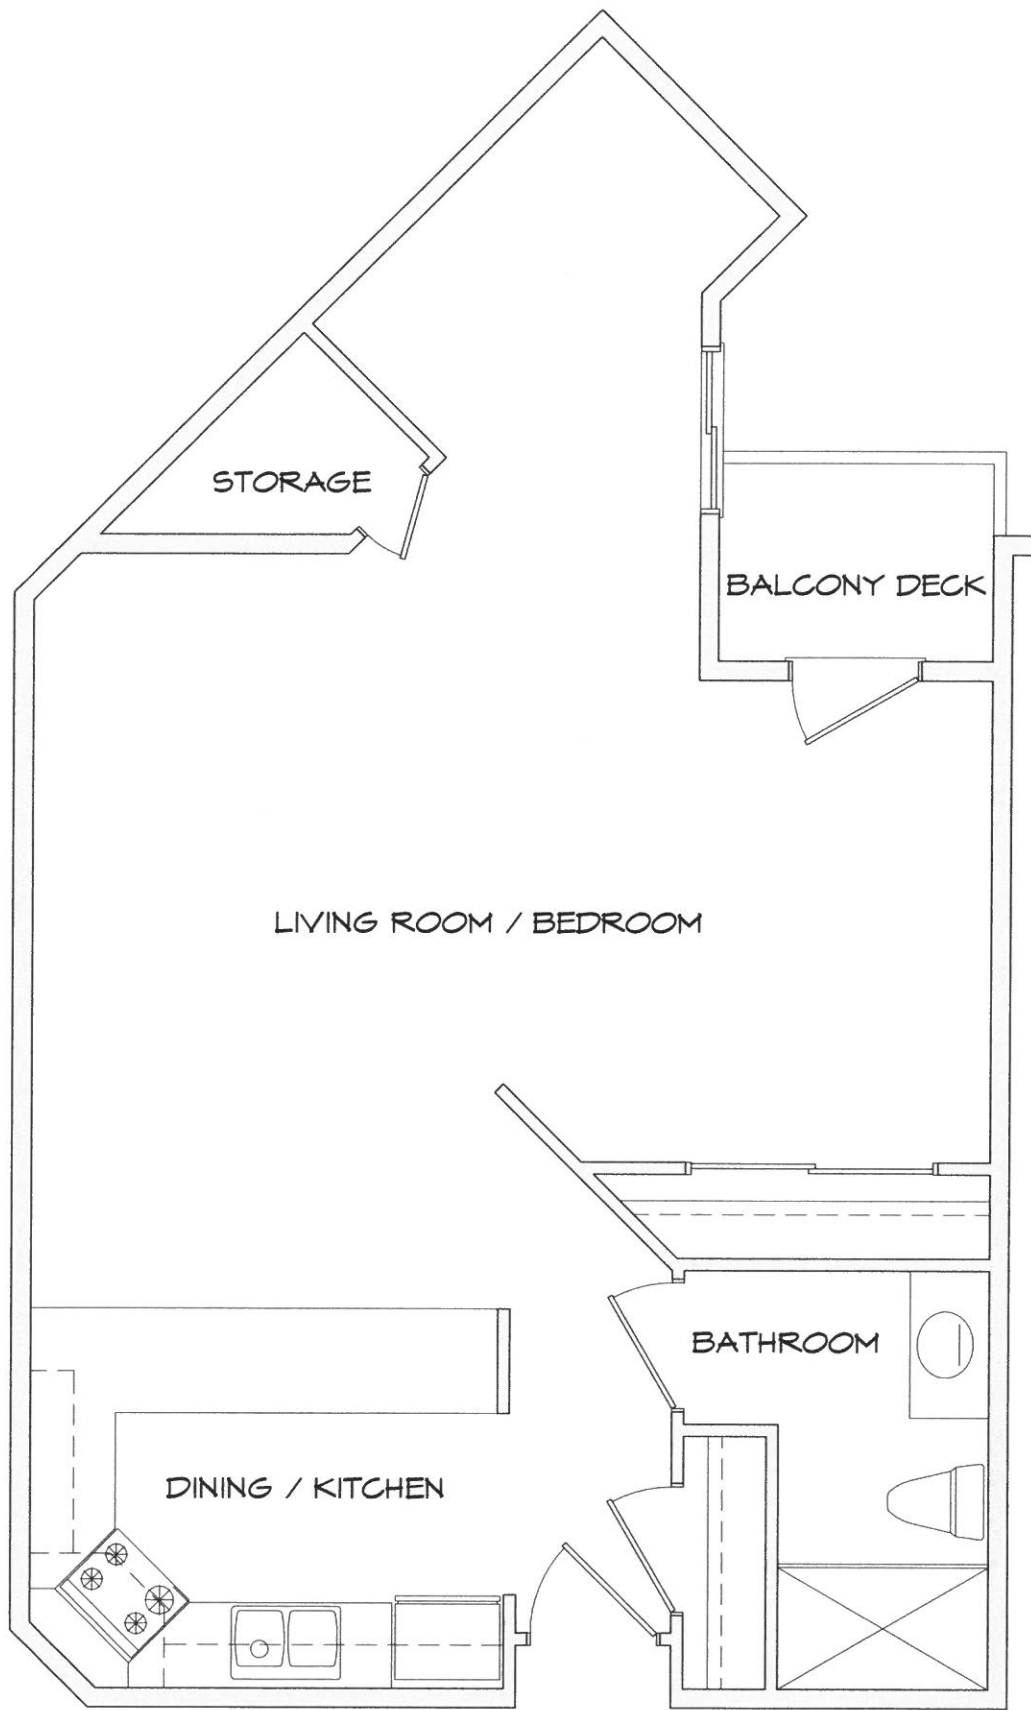 STORAGE
BALCONY DECK
LIVING ROOM / BEDROOM
BATHROOM
DINING / KITCHEN